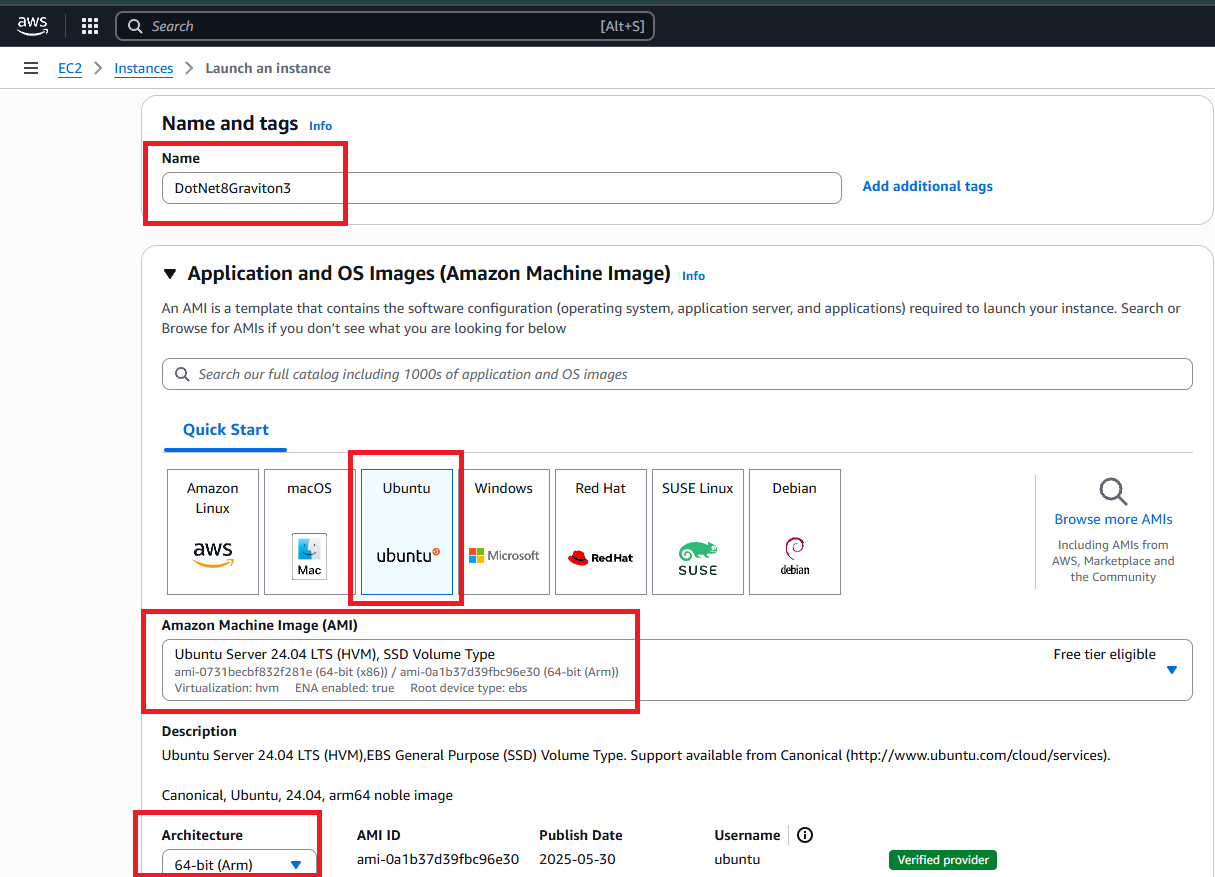 aws
Search [Alt+S]
EC2 Instances Launch an instance
Name and tags Info
Name
DotNet8Graviton3
Add additional tags
Application and OS Images (Amazon Machine Image) Info
An AMI is a template that contains the software configuration (operating system, application server, and applications) required to launch your instance. Search or
Browse for AMIs if you don't see what you are looking for below
Search our full catalog including 1000s of application and OS images
Quick Start
Amazon
Linux
aws
macOS
Mac
Ubuntu
ubuntu
Windows
Microsoft
Red Hat
RedHat
SUSE Linux
SUSE
Debian
debian
Browse more AMIs
Including AMIs from
AWS, Marketplace and
the Community
Amazon Machine Image (AMI)
Ubuntu Server 24.04 LTS (HVM), SSD Volume Type
Free tier eligible
ami-0731becbf832f281e (64-bit (x86)) / ami-0a1b37d39fbc96e30 (64-bit (Arm))
Virtualization: hvm ENA enabled: true Root device type: ebs
Description
Ubuntu Server 24.04 LTS (HVM),EBS General Purpose (SSD) Volume Type. Support available from Canonical (http://www.ubuntu.com/cloud/services).
Canonical, Ubuntu, 24.04, arm64 noble image
Architecture AMI ID Publish Date Username
64-bit (Arm) ami-0a1b37d39fbc96e30 2025-05-30 ubuntu Verified provider